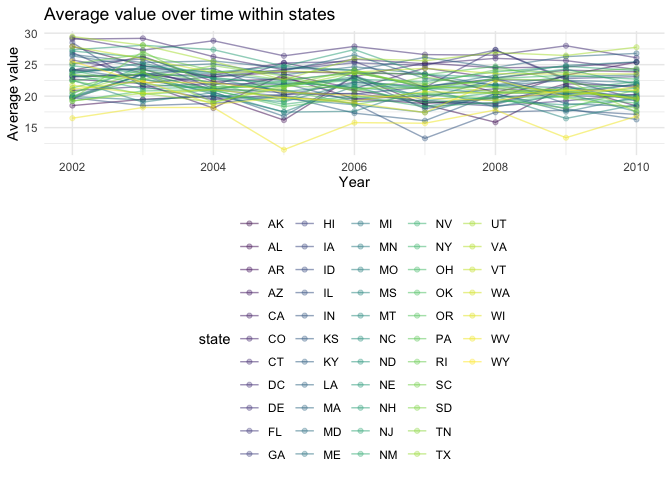 Average value over time within states
30
25
20
15
Average value
2002 2004 2006 2008 2010
Year
state
AK HI MI NV UT
AL IA MN NY VA
AR ID MO OH VT
AZ IL MS OK WA
CA IN MT OR WI
CO KS NC PA WV
CT KY ND RI WY
DC LA NE SC
DE MA NH SD
FL MD NJ TN
GA ME NM TX